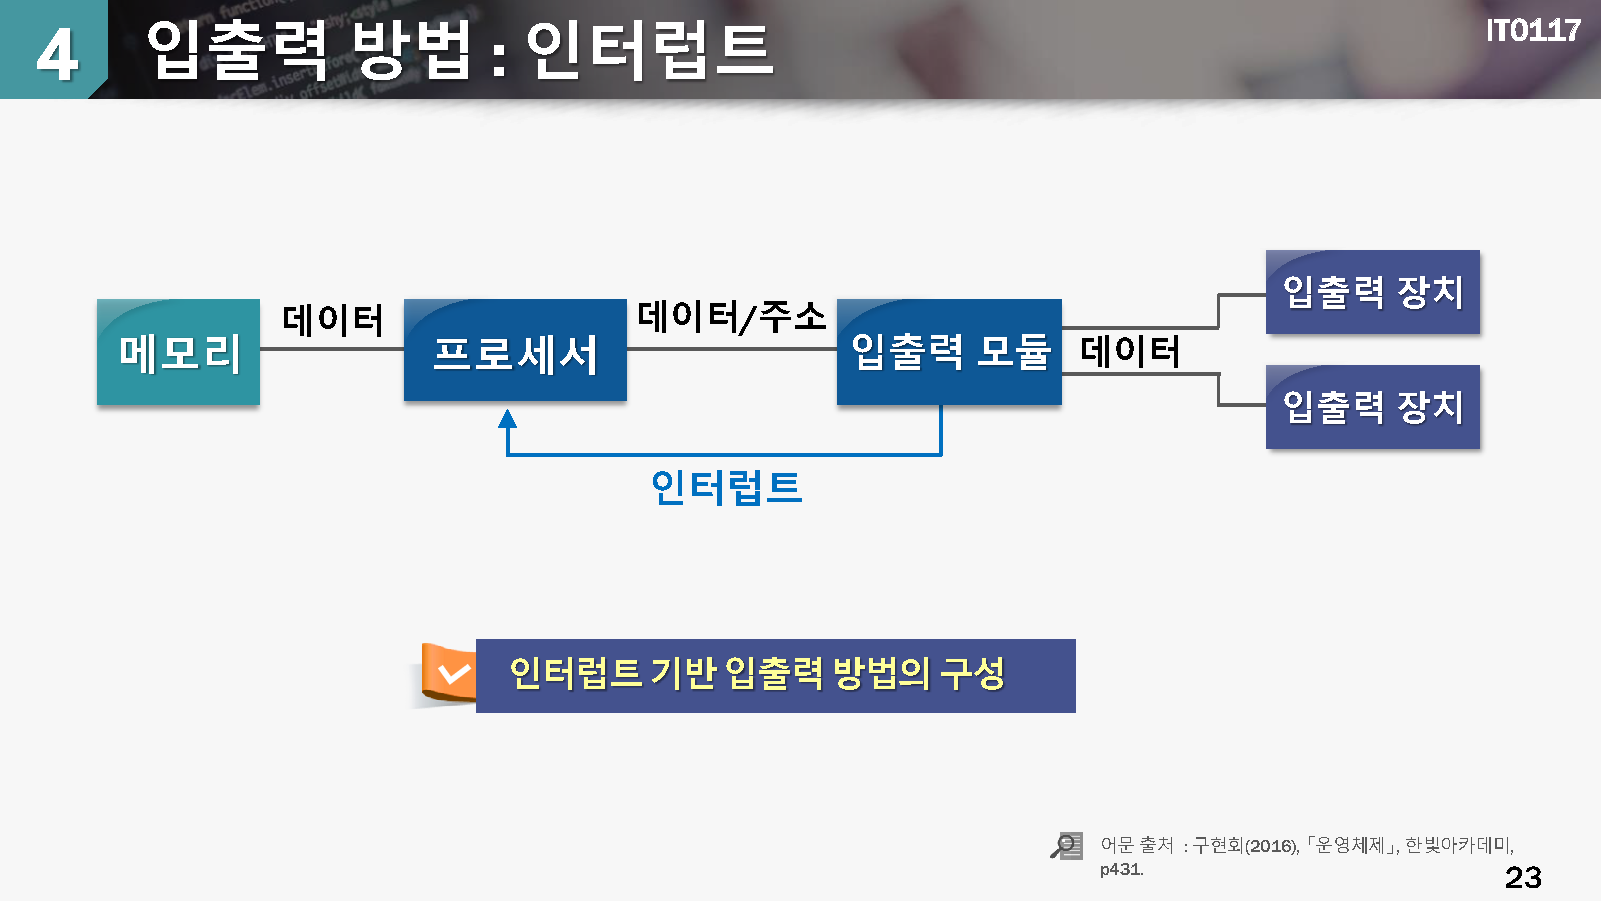 4 입출력 방법 : 인터럽트
IT0117
메모리
데이터
프로세서
데이터/주소
입출력 모듈
데이터
입출력 장치
입출력 장치
인터럽트
인터럽트 기반 입출력 방법의 구성
어문 출처 : 구현회(2016), 「운영체제」, 한빛아카데미,
p431.
23